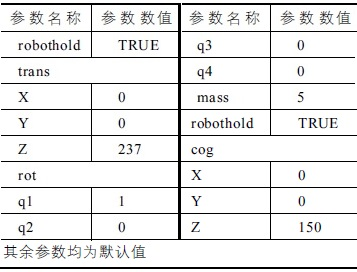 参数名称 参数数值 参数名称 参数数值
robothold TRUE q3 0
trans q4 0
X 0 mass 5
Y 0 robothold TRUE
Z 237 cog
rot X 0
q1 1 Y 0
q2 0 Z 150
其余参数均为默认值